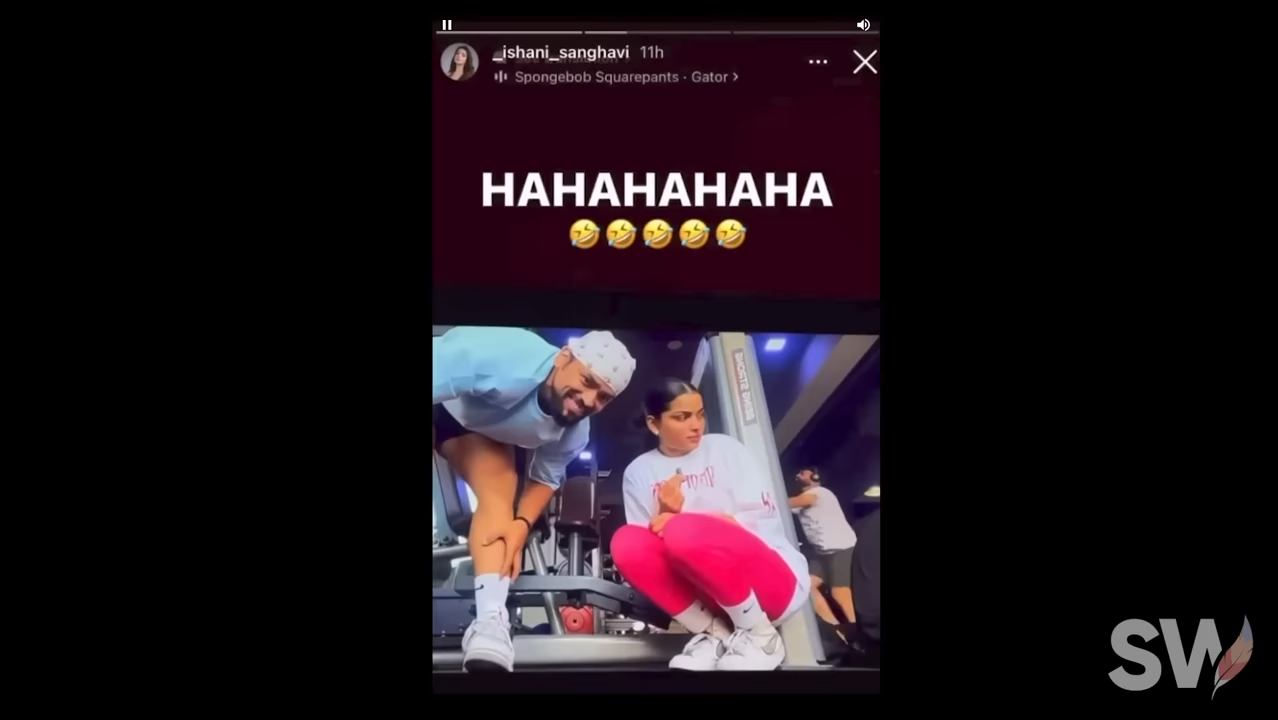 _ishani_sanghavi 11h
Spongebob Squarepants · Gator >
HAHAHAHAHA
🤣🤣🤣🤣🤣
SW